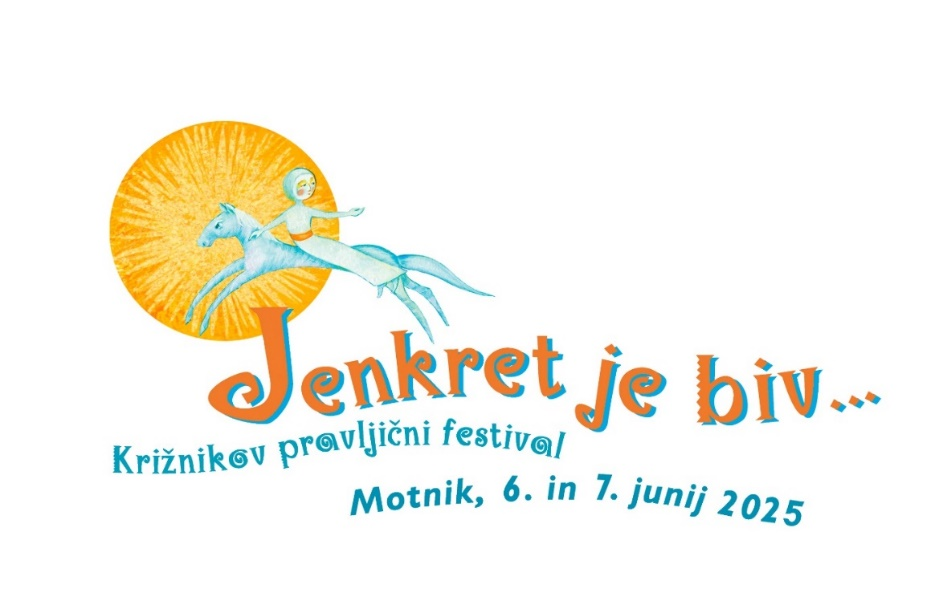 Jenkret je biv...
Križnikov pravljični festival
Motnik, 6. in 7. junij 2025